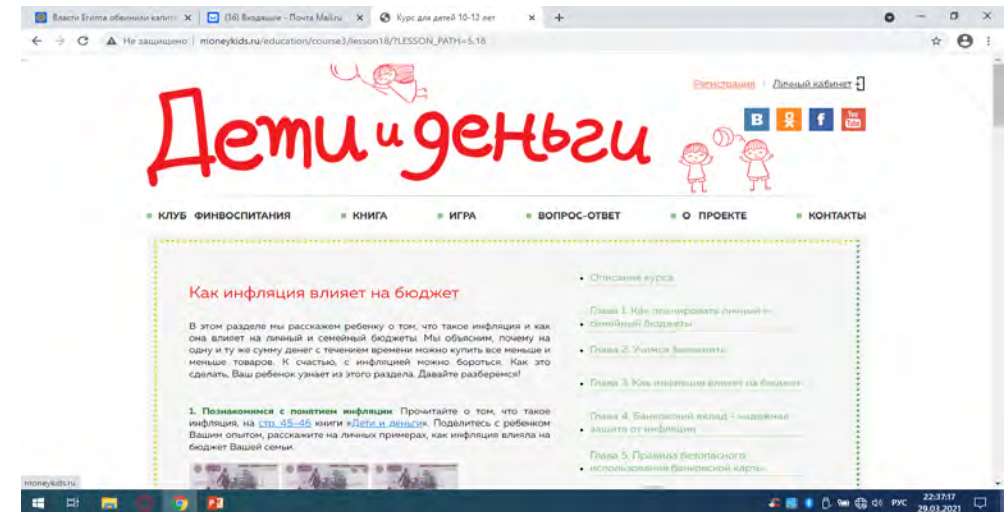 Власти Египта обвинили капита
(16) Входящие - Почта Mail.ru
Курс для детей 10-12 лет
Не защищено | moneykids.ru/education/course3/lesson18/?LESSON_PATH=5.18
Регистрация | Личный кабинет
Дети и деньги
В f You Tube
КЛУБ ФИНВОСПИТАНИЯ КНИГА ИГРА ВОПРОС-ОТВЕТ О ПРОЕКТЕ КОНТАКТЫ
Как инфляция влияет на бюджет
В этом разделе мы расскажем ребенку о том, что такое инфляция и как
она влияет на личный и семейный бюджеты. Мы объясним, почему на
одну и ту же сумму денег с течением времени можно купить все меньше и
меньше товаров. К счастью, с инфляцией можно бороться. Как это
сделать, Ваш ребенок узнает из этого раздела. Давайте разберемся!
1. Познакомимся с понятием инфляции. Прочитайте о том, что такое
инфляция, на стр. 45-46 книги «Дети и деньги». Поделитесь с ребенком
Вашим опытом, расскажите на личных примерах, как инфляция влияла на
бюджет Вашей семьи.
Описание курса
Глава 1. Как планировать личный и
семейный бюджеты
Глава 2. Учимся экономить
Глава 3. Как инфляция влияет на бюджет
Глава 4. Банковский вклад – надежная
защита от инфляции
Глава 5. Правила безопасного
использования банковской карты
moneykids.ru
РУС
22:37:17
29.03.2021